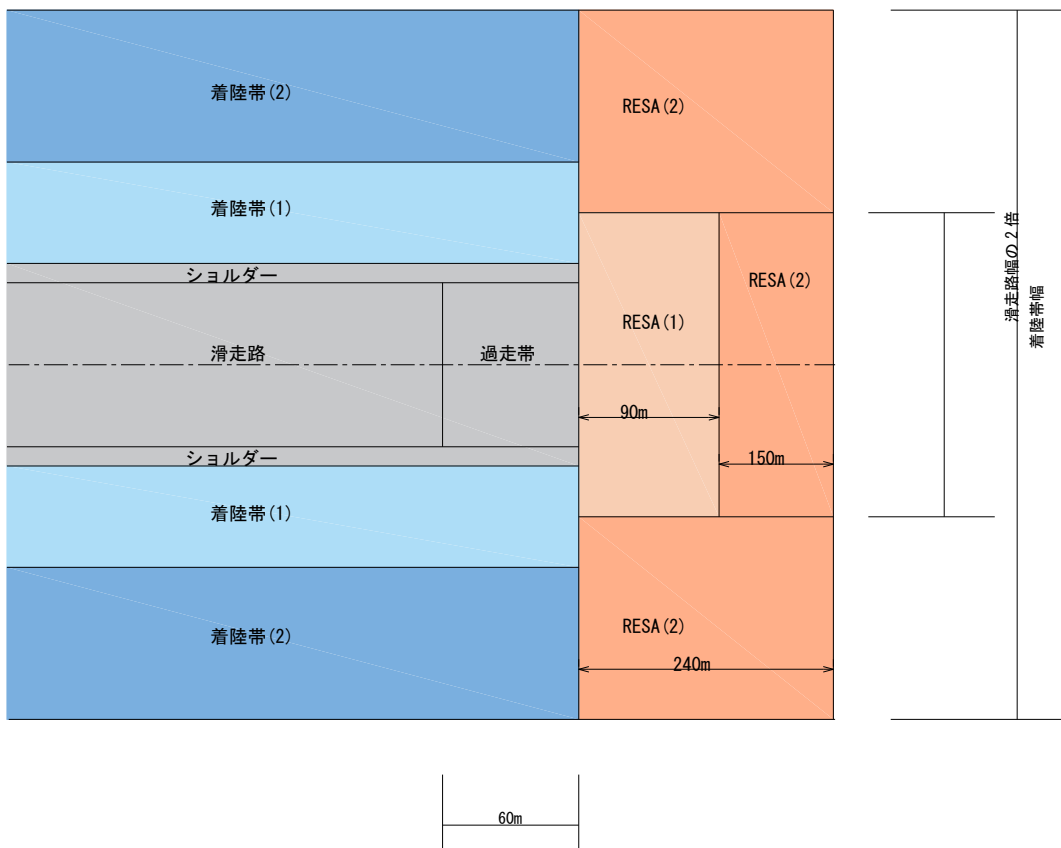 着陸帯(2)
RESA(2)
着陸帯(1)
ショルダー
RESA(2)
RESA(1)
滑走路
過走帯
90m
ショルダー
150m
着陸帯(1)
着陸帯(2)
RESA(2)
240m
60m
滑走路幅の2倍
着陸帯幅